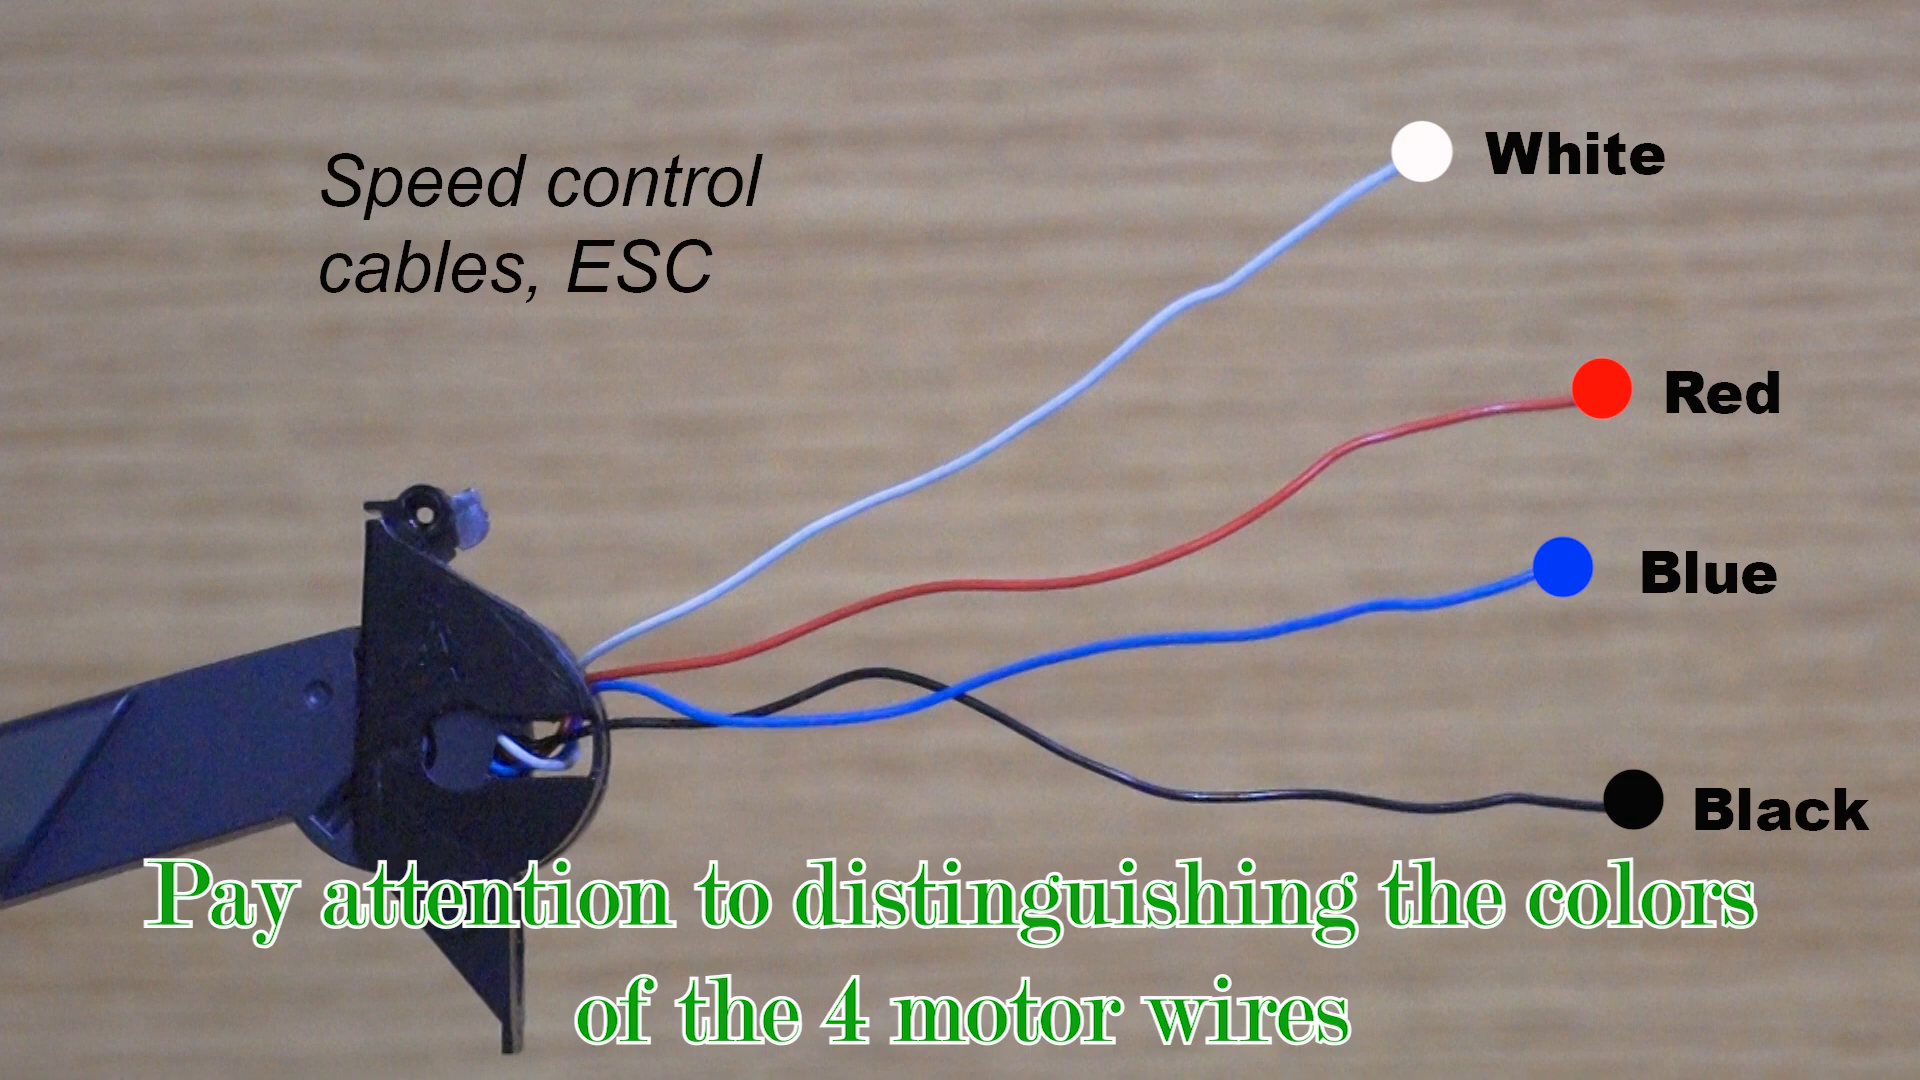 Speed control
cables, ESC
White
Red
Blue
Black
Pay attention to distinguishing the colors
of the 4 motor wires